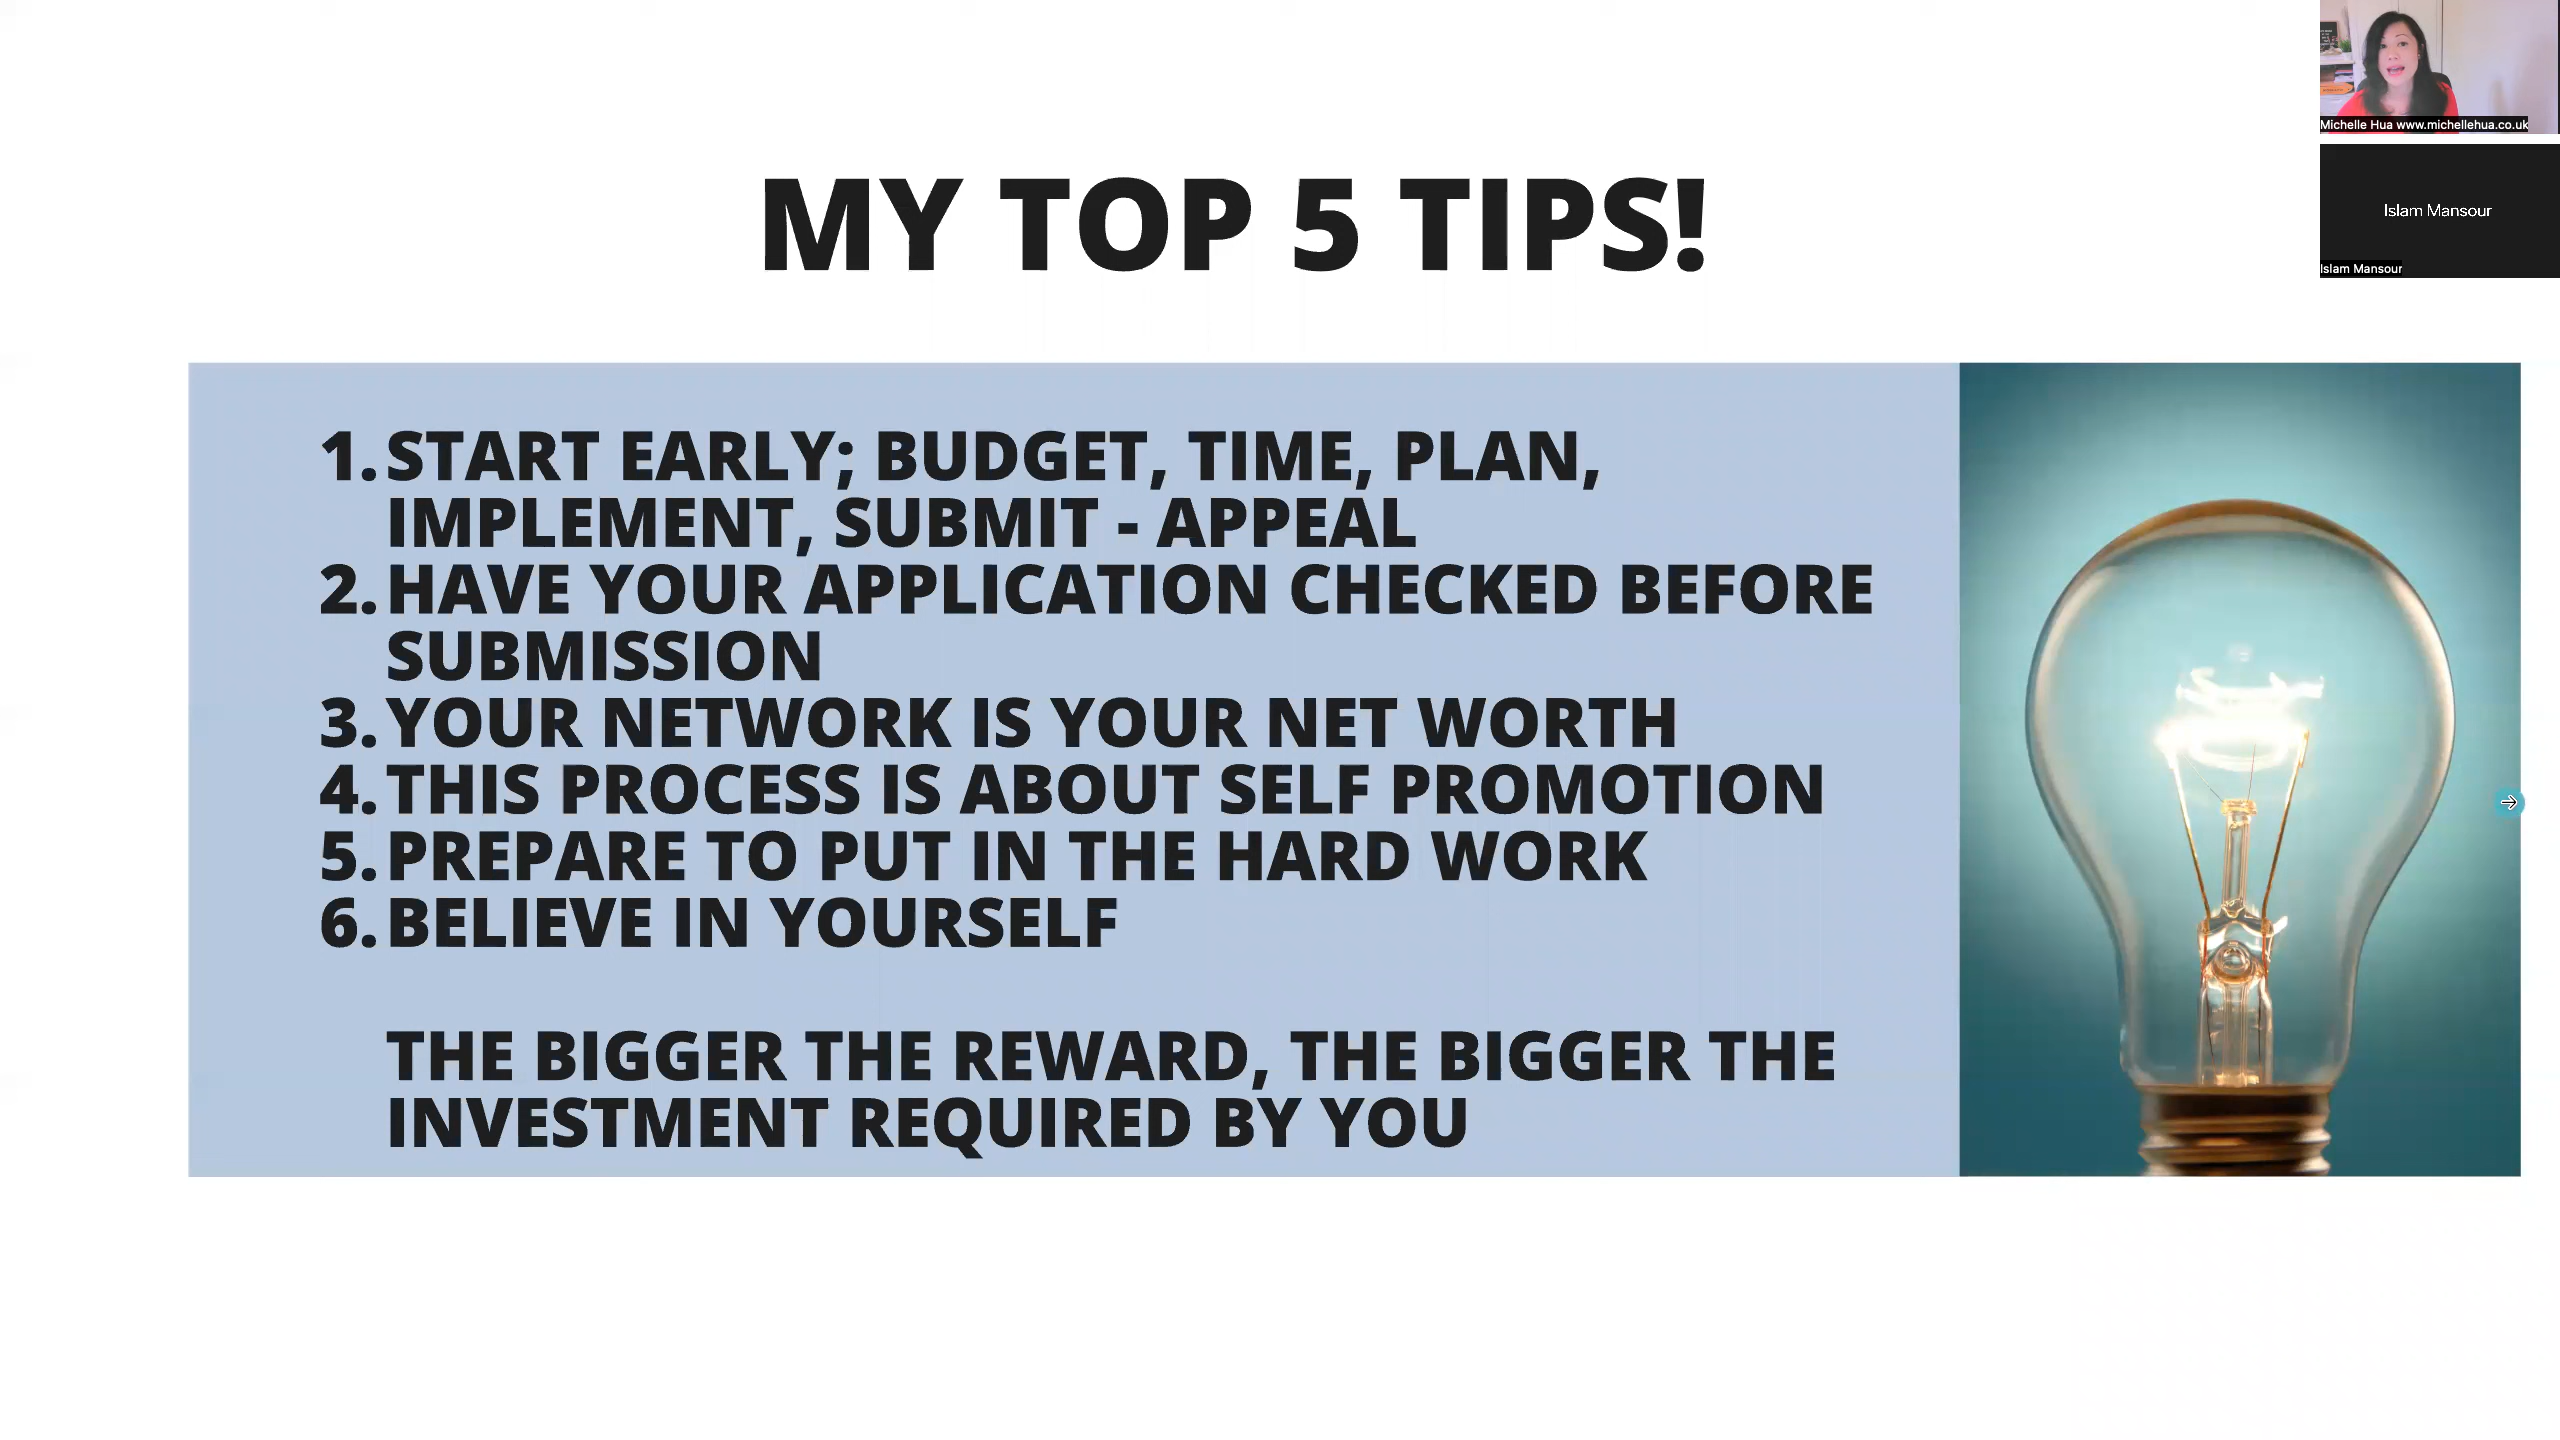 Michelle Hua www.michellehua.co.uk
Islam Mansour
Islam Mansour
MY TOP 5 TIPS!
1. START EARLY; BUDGET, TIME, PLAN,
IMPLEMENT, SUBMIT - APPEAL
2. HAVE YOUR APPLICATION CHECKED BEFORE
SUBMISSION
3. YOUR NETWORK IS YOUR NET WORTH
4. THIS PROCESS IS ABOUT SELF PROMOTION
5. PREPARE TO PUT IN THE HARD WORK
6. BELIEVE IN YOURSELF
THE BIGGER THE REWARD, THE BIGGER THE
INVESTMENT REQUIRED BY YOU